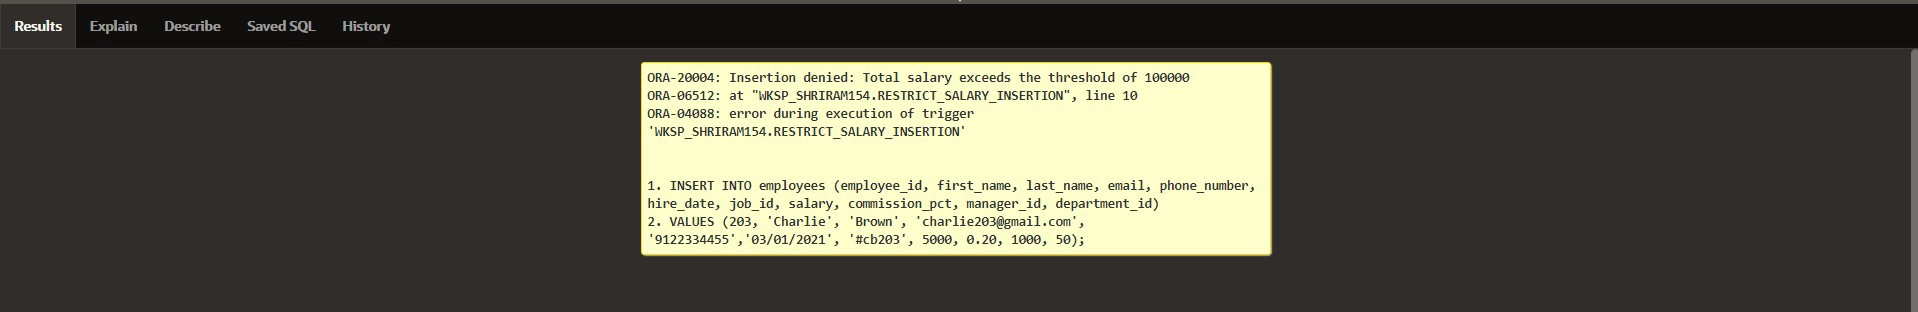 Results Explain Describe Saved SQL History
ORA-20004: Insertion denied: Total salary exceeds the threshold of 100000
ORA-06512: at "WKSP_SHRIRAM154.RESTRICT_SALARY_INSERTION", line 10
ORA-04088: error during execution of trigger
'WKSP_SHRIRAM154.RESTRICT_SALARY_INSERTION'
1. INSERT INTO employees (employee_id, first_name, last_name, email, phone_number,
hire_date, job_id, salary, commission_pct, manager_id, department_id)
2. VALUES (203, 'Charlie', 'Brown', 'charlie203@gmail.com',
'9122334455','03/01/2021', '#cb203', 5000, 0.20, 1000, 50);